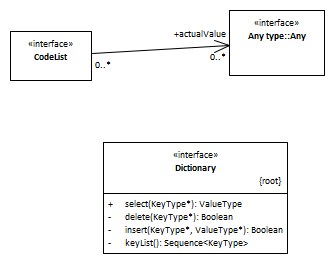 «interface»
CodeList
0..*
+actualValue
0..*
«interface»
Any type::Any
«interface»
Dictionary
{root}
+ select(KeyType*): ValueType
- delete(KeyType*): Boolean
- insert(KeyType*, ValueType*): Boolean
- keyList(): Sequence<KeyType>